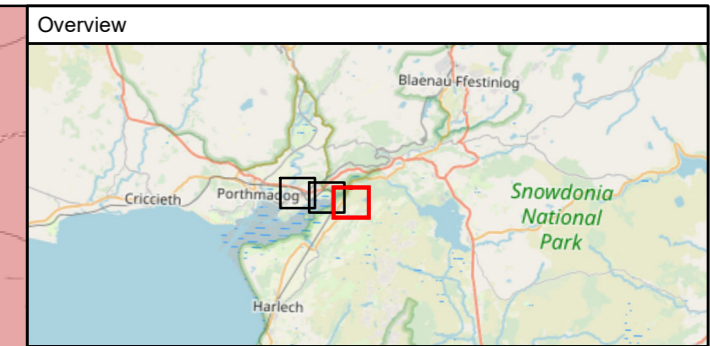 Overview
Blaenau Ffestiniog
Criccieth
Porthmadog
Snowdonia
National
Park
Harlech